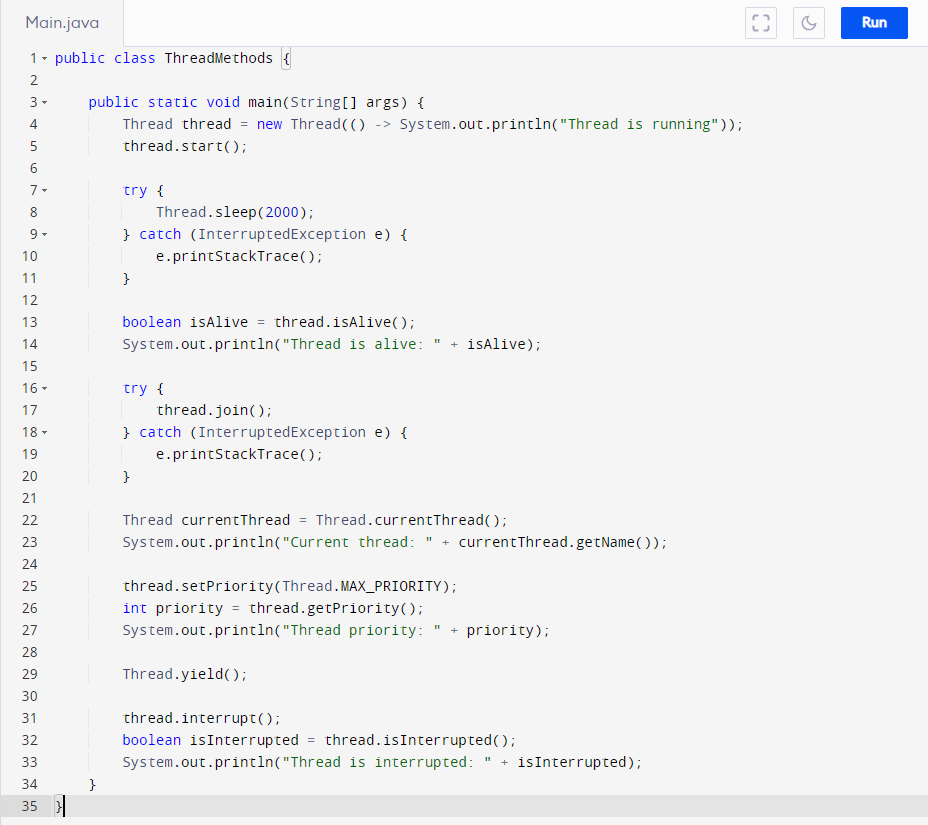 Main.java
Run
1 public class ThreadMethods {
2
3     public static void main(String[] args) {
4         Thread thread = new Thread(() -> System.out.println("Thread is running"));
5         thread.start();
6
7         try {
8             Thread.sleep(2000);
9         } catch (InterruptedException e) {
10             e.printStackTrace();
11         }
12
13         boolean isAlive = thread.isAlive();
14         System.out.println("Thread is alive: " + isAlive);
15
16         try {
17             thread.join();
18         } catch (InterruptedException e) {
19             e.printStackTrace();
20         }
21
22         Thread currentThread = Thread.currentThread();
23         System.out.println("Current thread: " + currentThread.getName());
24
25         thread.setPriority(Thread.MAX_PRIORITY);
26         int priority = thread.getPriority();
27         System.out.println("Thread priority: " + priority);
28
29         Thread.yield();
30
31         thread.interrupt();
32         boolean isInterrupted = thread.isInterrupted();
33         System.out.println("Thread is interrupted: " + isInterrupted);
34     }
35 }